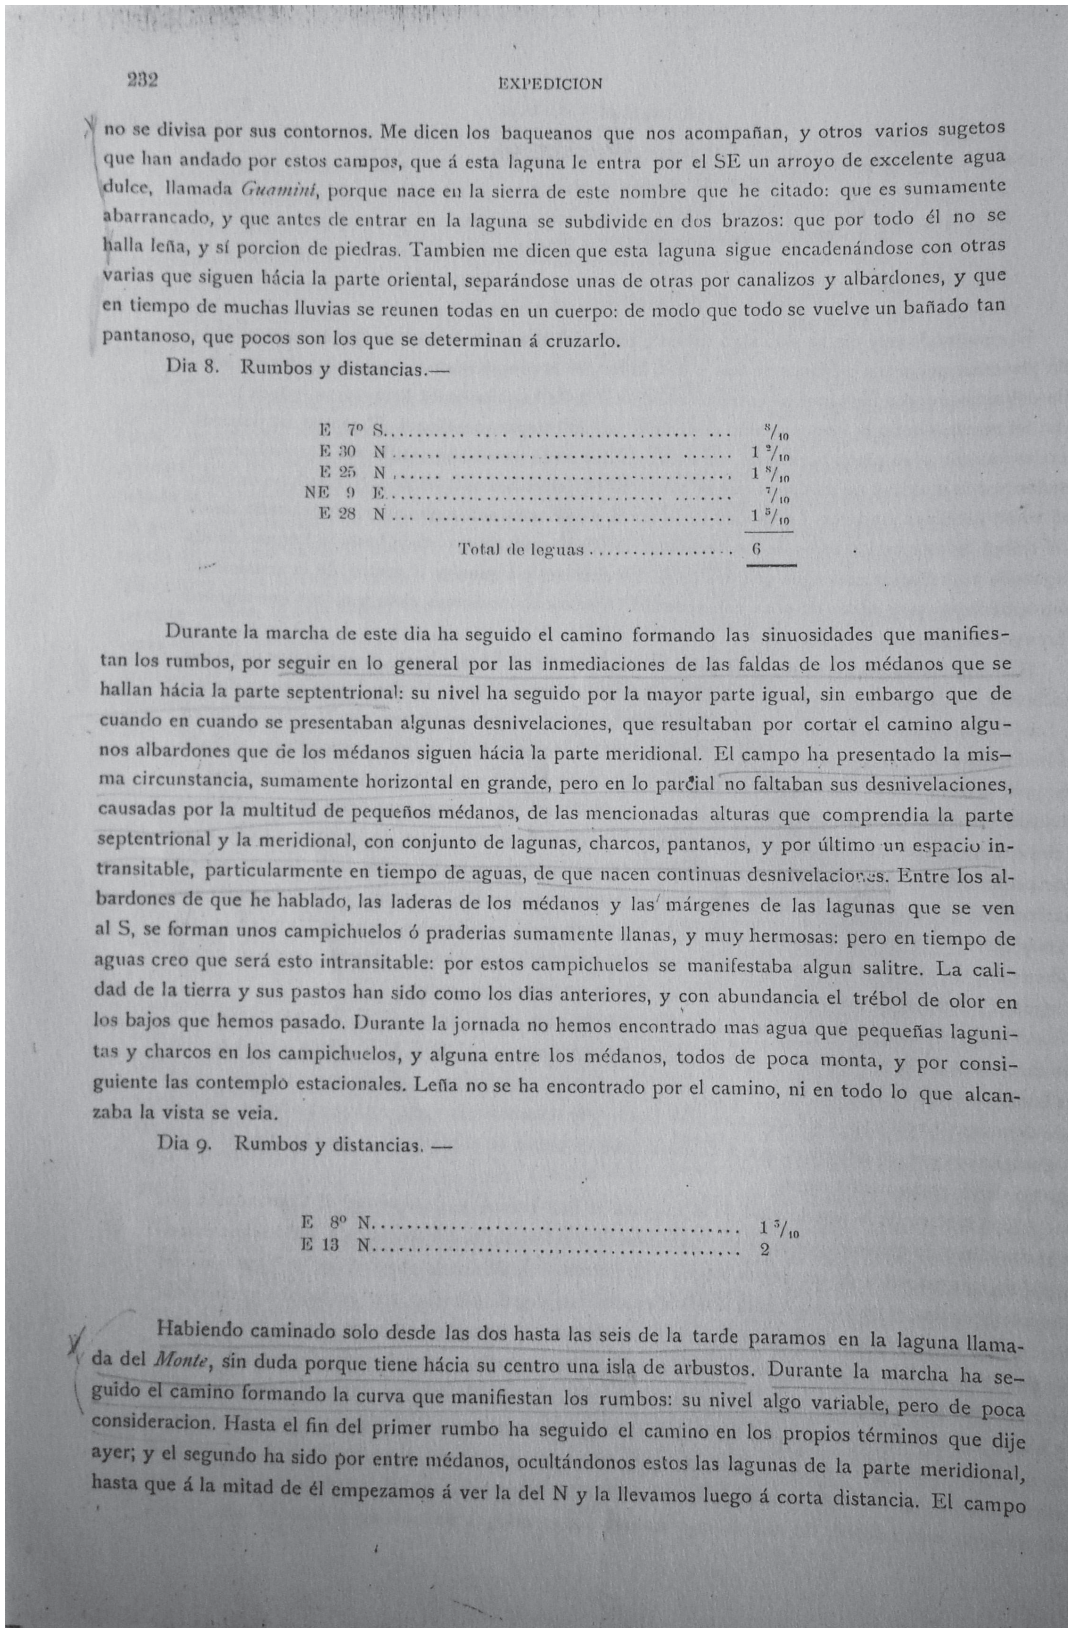 232
EXPEDICION
no se divisa por sus contornos. Me dicen los baqueanos que nos acompañan, y otros varios sugetos
que han andado por estos campos, que á esta laguna le entra por el SE un arroyo de excelente agua
dulce, llamada Guaminí, porque nace en la sierra de este nombre que he citado: que es sumamente
abarrancado, y que antes de entrar en la laguna se subdivide en dos brazos: que por todo él no se
halla leña, y sí porcion de piedras. Tambien me dicen que esta laguna sigue encadenándose con otras
varias que siguen hácia la parte oriental, separándose unas de otras por canalizos y albardones, y que
en tiempo de muchas lluvias se reunen todas en un cuerpo: de modo que todo se vuelve un bañado tan
pantanoso, que pocos son los que se determinan á cruzarlo.
Dia 8. Rumbos y distancias.—
E 7º S. 8/10
E 30 N 1 2/10
E 25 N 1 8/10
NE 9 E. 7/10
E 28 N 1 5/10
Total de leguas 6
Durante la marcha de este dia ha seguido el camino formando las sinuosidades que manifies-
tan los rumbos, por seguir en lo general por las inmediaciones de las faldas de los médanos que se
hallan hácia la parte septentrional: su nivel ha seguido por la mayor parte igual, sin embargo que de
cuando en cuando se presentaban algunas desnivelaciones, que resultaban por cortar el camino algu-
nos albardones que de los médanos siguen hácia la parte meridional. El campo ha presentado la mis-
ma circunstancia, sumamente horizontal en grande, pero en lo parcial no faltaban sus desnivelaciones,
causadas por la multitud de pequeños médanos, de las mencionadas alturas que comprendia la parte
septentrional y la meridional, con conjunto de lagunas, charcos, pantanos, y por último un espacio in-
transitable, particularmente en tiempo de aguas, de que nacen continuas desnivelaciones. Entre los al-
bardones de que he hablado, las laderas de los médanos y las márgenes de las lagunas que se ven
al S, se forman unos campichuelos ó praderias sumamente llanas, y muy hermosas: pero en tiempo de
aguas creo que será esto intransitable: por estos campichuelos se manifestaba algun salitre. La cali-
dad de la tierra y sus pastos han sido como los dias anteriores, y con abundancia el trébol de olor en
los bajos que hemos pasado. Durante la jornada no hemos encontrado mas agua que pequeñas laguni-
tas y charcos en los campichuelos, y alguna entre los médanos, todos de poca monta, y por consi-
guiente las contemplo estacionales. Leña no se ha encontrado por el camino, ni en todo lo que alcan-
zaba la vista se veia.
Dia 9. Rumbos y distancias. —
E 8º N. 1 5/10
E 13 N. 2
Habiendo caminado solo desde las dos hasta las seis de la tarde paramos en la laguna llama-
da del Monte, sin duda porque tiene hácia su centro una isla de arbustos. Durante la marcha ha se-
guido el camino formando la curva que manifiestan los rumbos: su nivel algo variable, pero de poca
consideracion. Hasta el fin del primer rumbo ha seguido el camino en los propios términos que dije
ayer; y el segundo ha sido por entre médanos, ocultándonos estos las lagunas de la parte meridional,
hasta que á la mitad de él empezamos á ver la del N y la llevamos luego á corta distancia. El campo